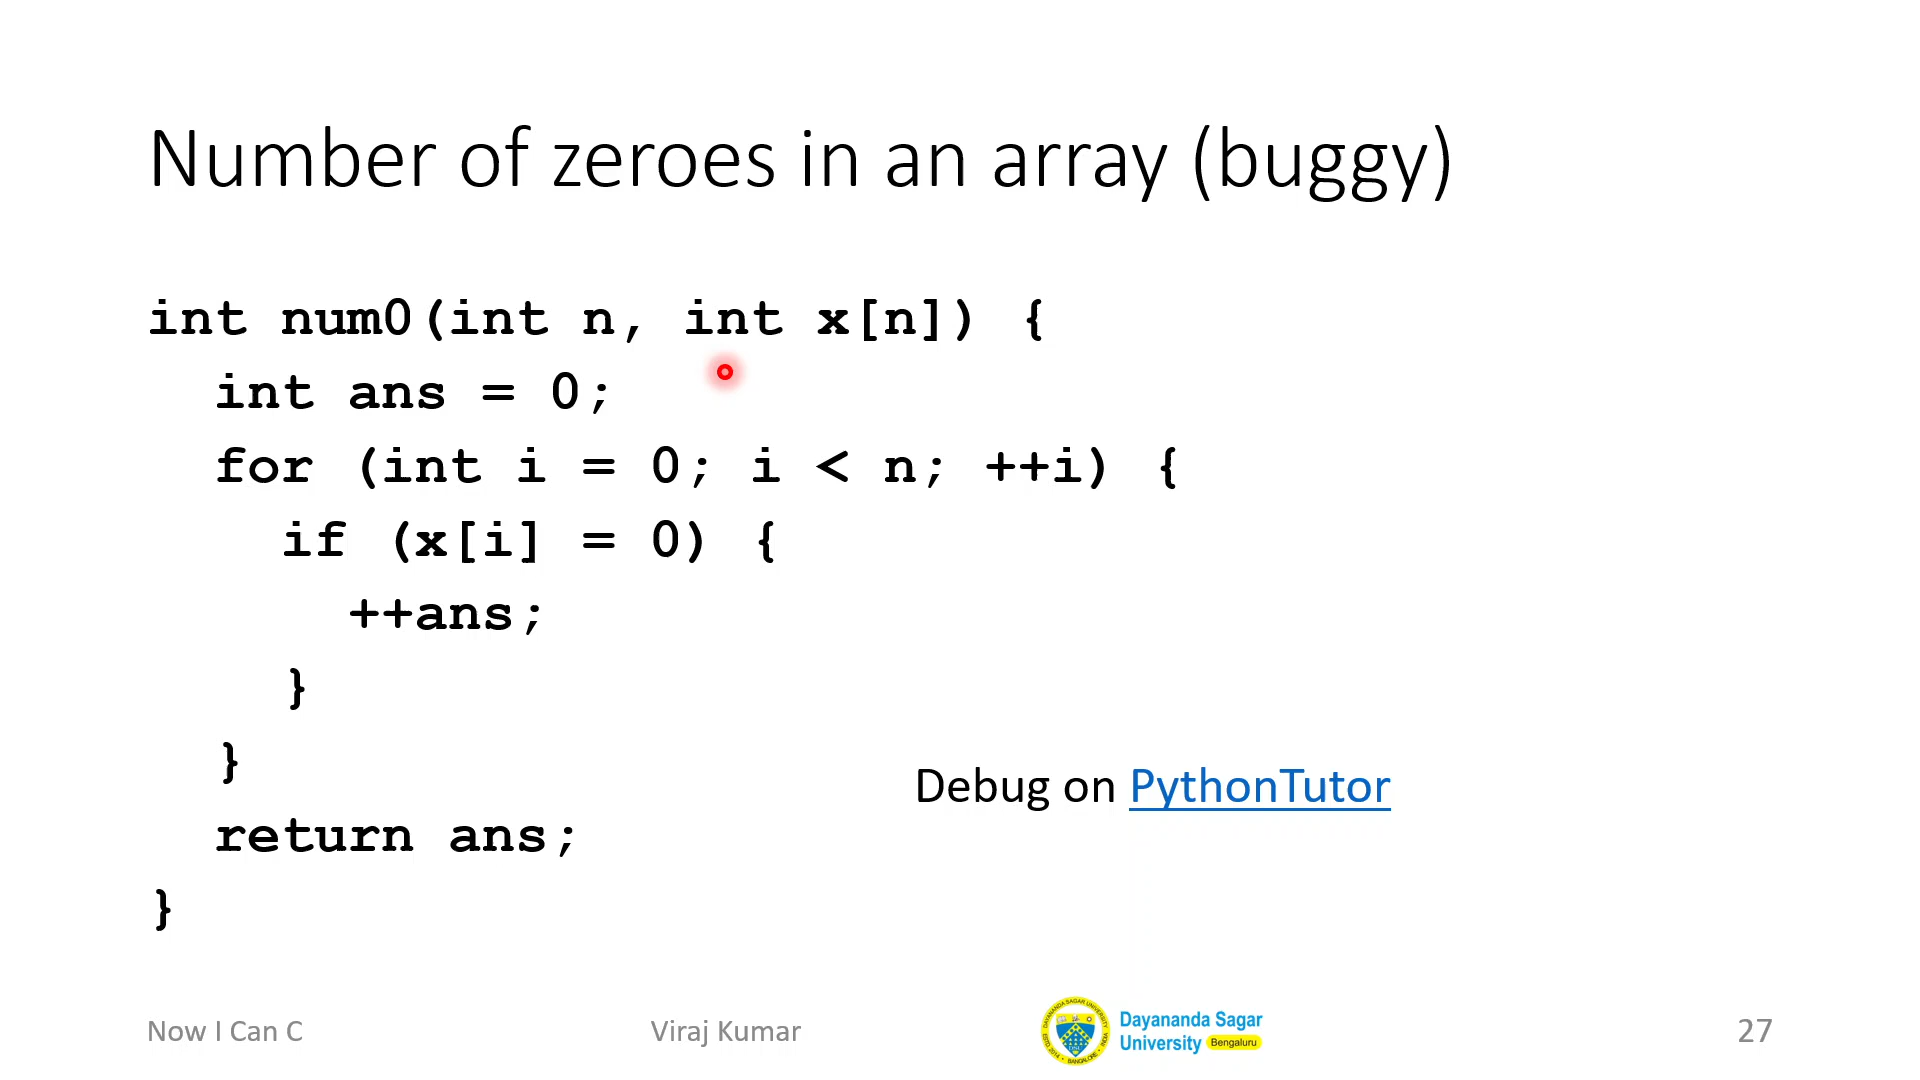 Number of zeroes in an array (buggy)
int num0(int n, int x[n]) {
int ans = 0;
for (int i = 0; i < n; ++i) {
if (x[i] = 0) {
++ans;
}
}
return ans;
}
Debug on PythonTutor
Now I Can C
Viraj Kumar
Dayananda Sagar
University Bengaluru
27